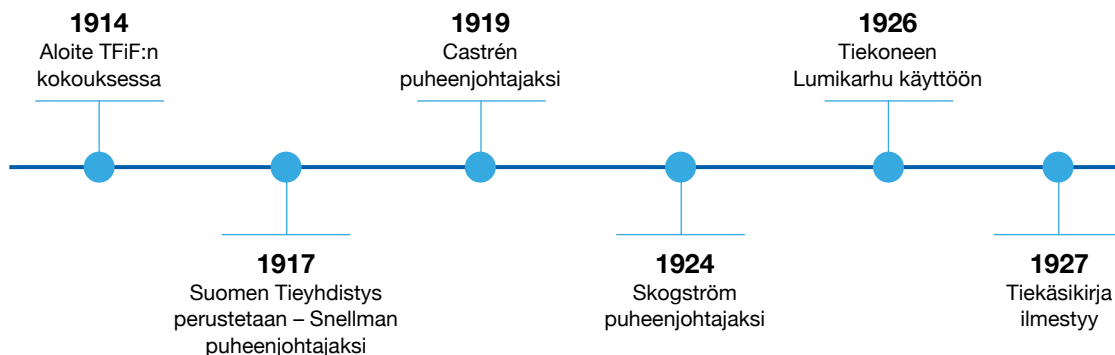 1914
Aloite TFiF:n
kokouksessa
1917
Suomen Tieyhdistys
perustetaan – Snellman
puheenjohtajaksi
1919
Castrén
puheenjohtajaksi
1924
Skogström
puheenjohtajaksi
1926
Tiekoneen
Lumikarhu käyttöön
1927
Tiekäsikirja
ilmestyy